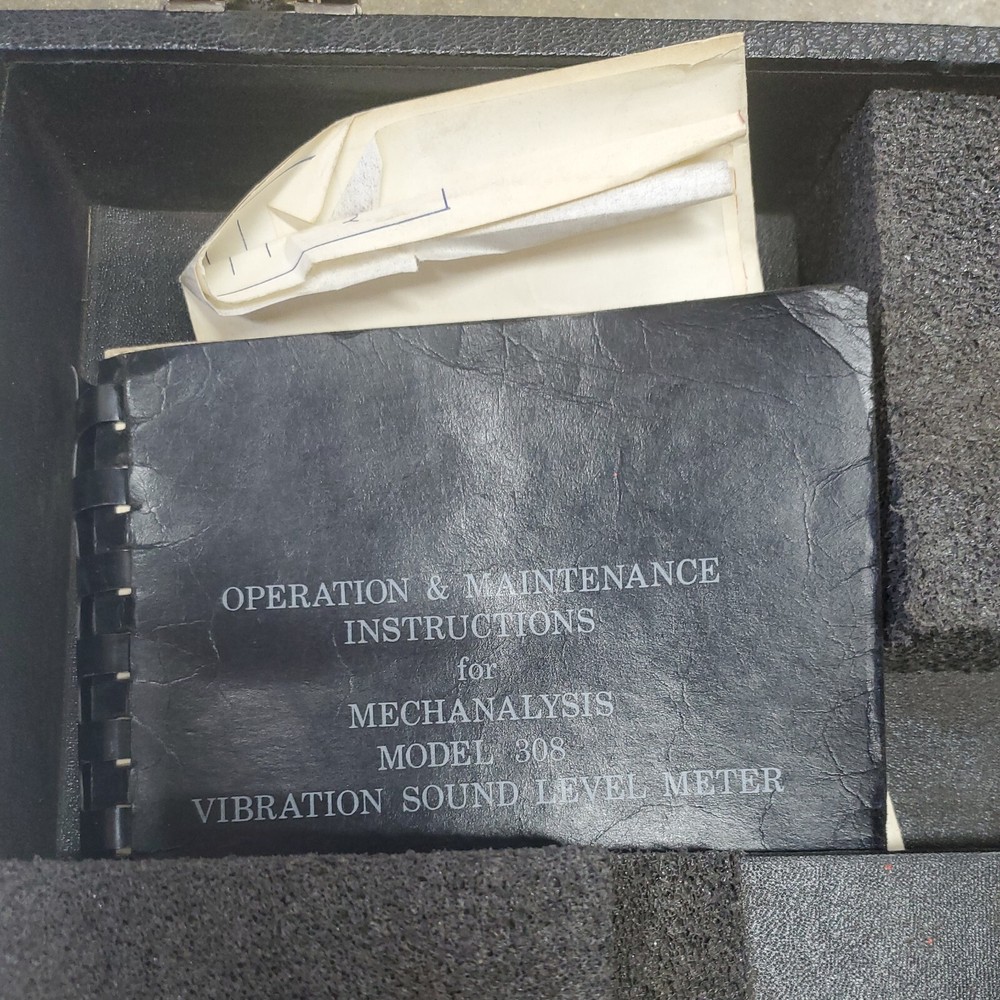 OPERATION & MAINTENANCE
INSTRUCTIONS
for
MECHANALYSIS
MODEL 308
VIBRATION SOUND LEVEL METER